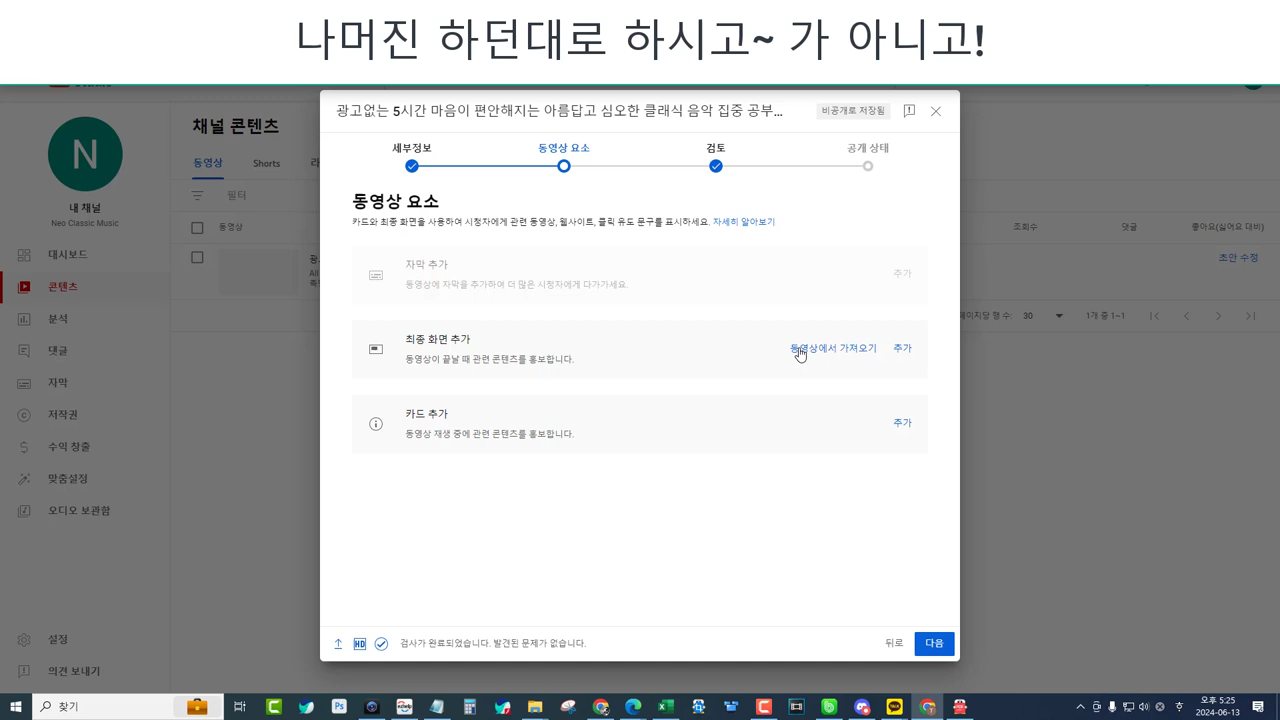 나머진 하던대로 하시고~ 가 아니고!
광고없는 5시간 마음이 편안해지는 아름답고 심오한 클래식 음악 집중 공부...
비공개로 저장됨
세부정보
동영상 요소
검토
공개 상태
동영상 요소
카드와 최종 화면을 사용하여 시청자에게 관련 동영상, 웹사이트, 클릭 유도 문구를 표시하세요. 자세히 알아보기
자막 추가
동영상에 자막을 추가하여 더 많은 시청자에게 다가가세요.
추가
최종 화면 추가
동영상이 끝날 때 관련 콘텐츠를 홍보합니다.
동영상에서 가져오기
추가
카드 추가
동영상 재생 중에 관련 콘텐츠를 홍보합니다.
추가
HD
검사가 완료되었습니다. 발견된 문제가 없습니다.
뒤로
다음
N
내 채널
Neo Classic Music
대시보드
콘텐츠
분석
댓글
자막
저작권
수익 창출
맞춤설정
오디오 보관함
설정
의견 보내기
채널 콘텐츠
동영상
Shorts
필터
동영상
조회수
댓글
좋아요(싫어요 대비)
초안 수정
페이지당 행 수:
30
1개 중 1~1
찾기
오후 5:25
2024-06-13